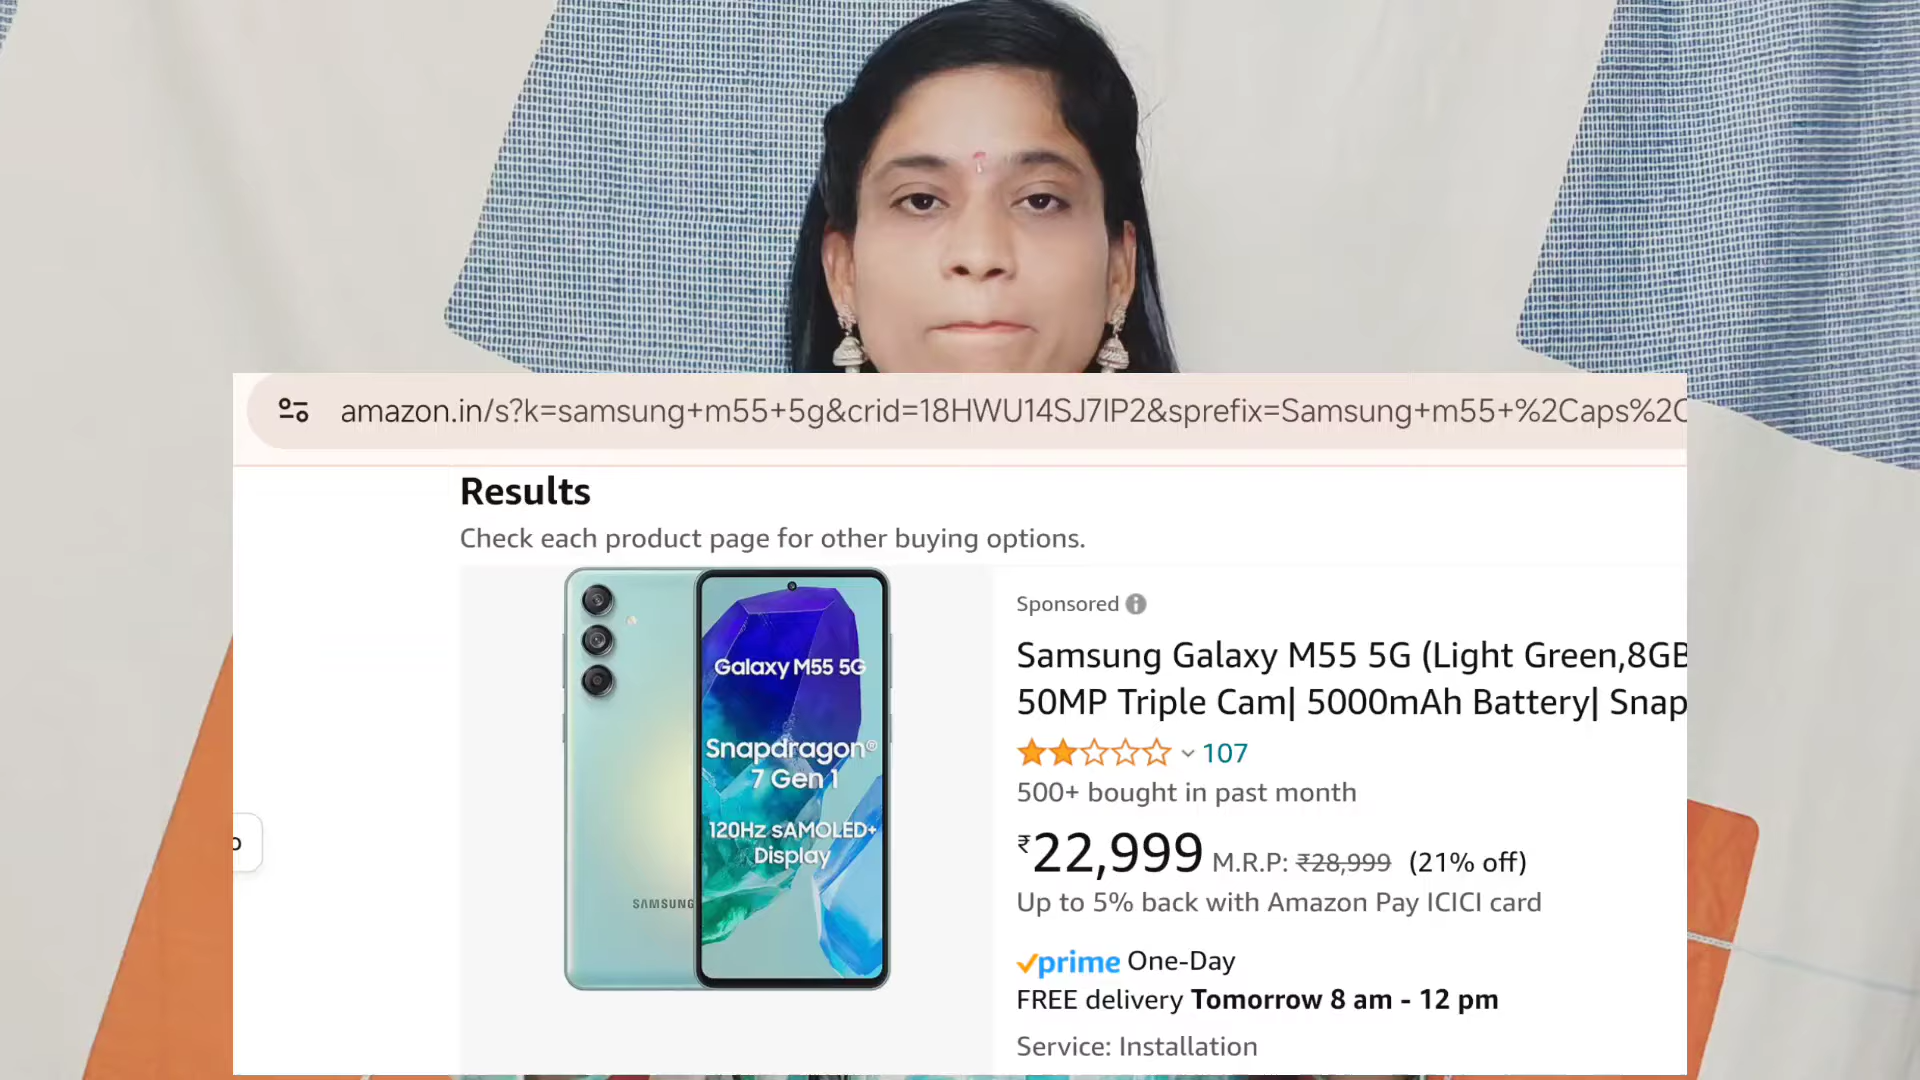 amazon.in/s?k=samsung+m55+5g&crid=18HWU14SJ7IP2&sprefix=Samsung+m55+%2Caps%2C
Results
Check each product page for other buying options.
Galaxy M55 5G
Snapdragon®
7 Gen 1
120Hz sAMOLED+
Display
SAMSUNG
Sponsored
Samsung Galaxy M55 5G (Light Green,8GB
50MP Triple Cam| 5000mAh Battery| Snap
107
500+ bought in past month
₹22,999 M.R.P: ₹28,999 (21% off)
Up to 5% back with Amazon Pay ICICI card
prime One-Day
FREE delivery Tomorrow 8 am - 12 pm
Service: Installation